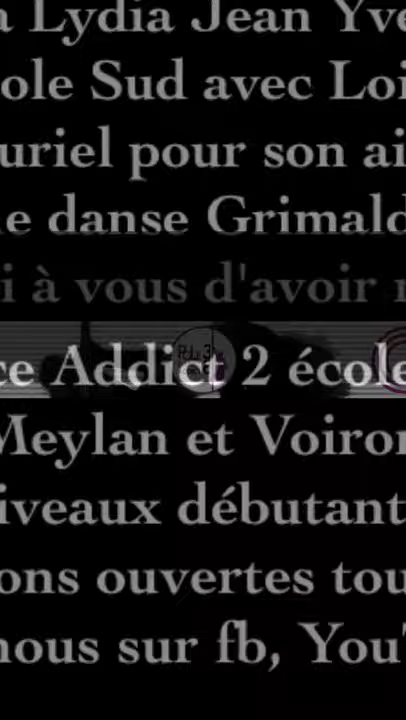 a Lydia Jean Yve
ole Sud avec Loi
uriel pour son ai
le danse Grimald
i à vous d'avoir r
ce Addict 2 école
Meylan et Voiron
iveaux débutant
ons ouvertes tou
nous sur fb, You